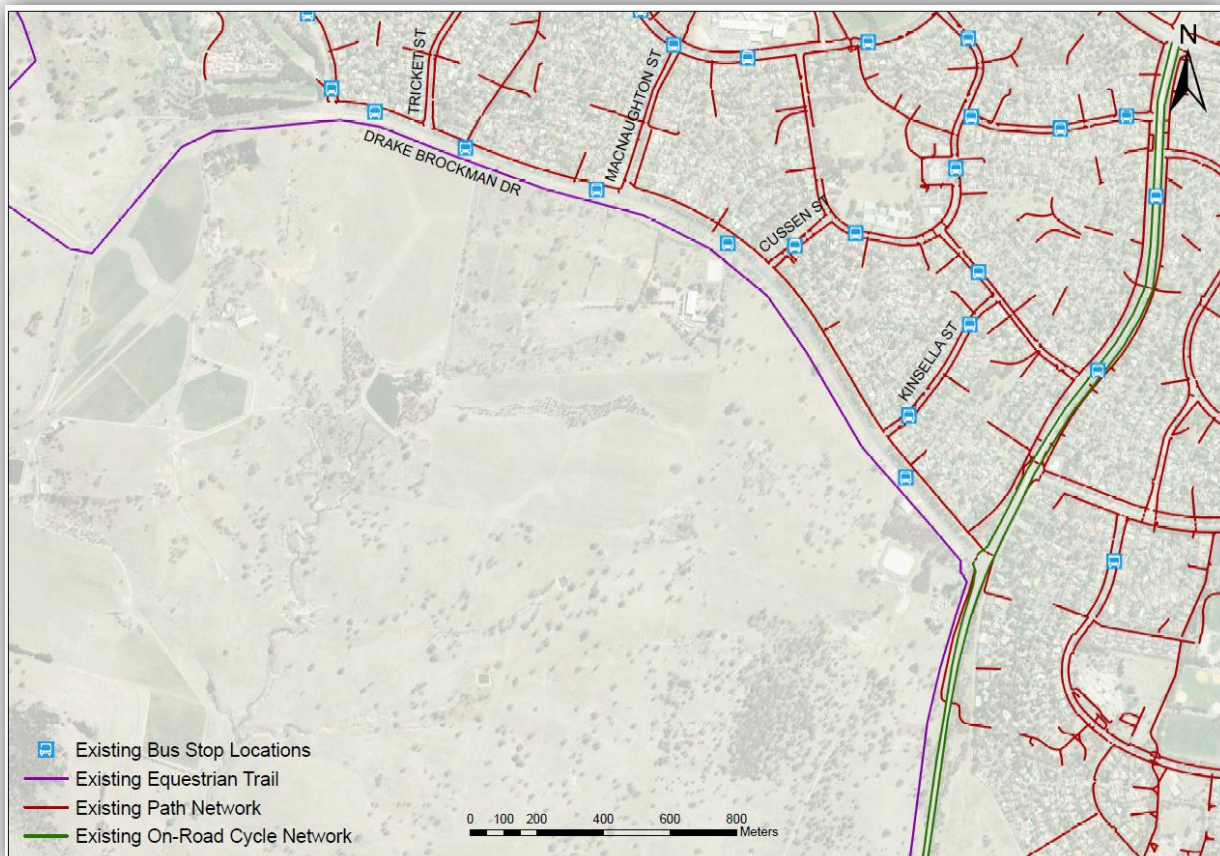 N
TRICKET ST
MACNAUGHTON ST
DRAKE BROCKMAN DR
CUSSEN ST
KINSELLA ST
Existing Bus Stop Locations
Existing Equestrian Trail
Existing Path Network
Existing On-Road Cycle Network
0 100 200 400 600 800
Meters